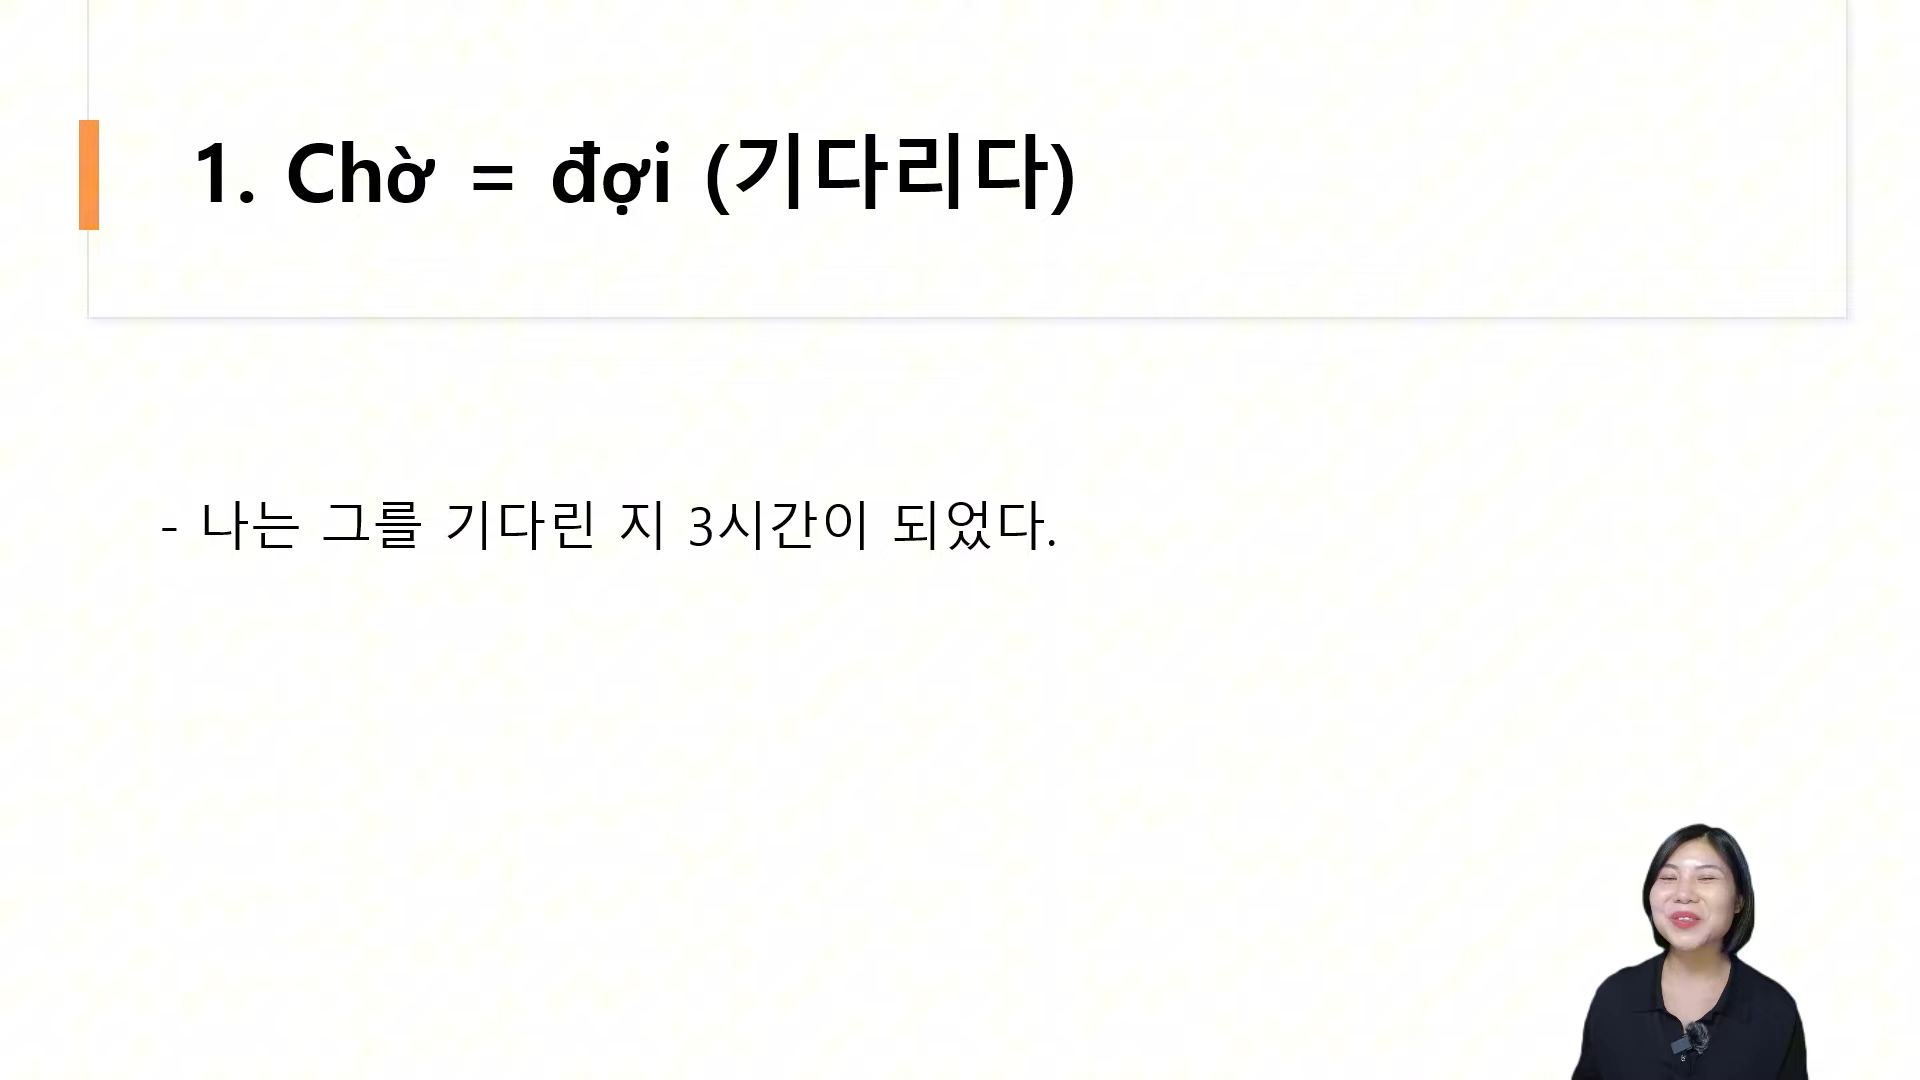 1. Chờ = đợi (기다리다)
- 나는 그를 기다린 지 3시간이 되었다.